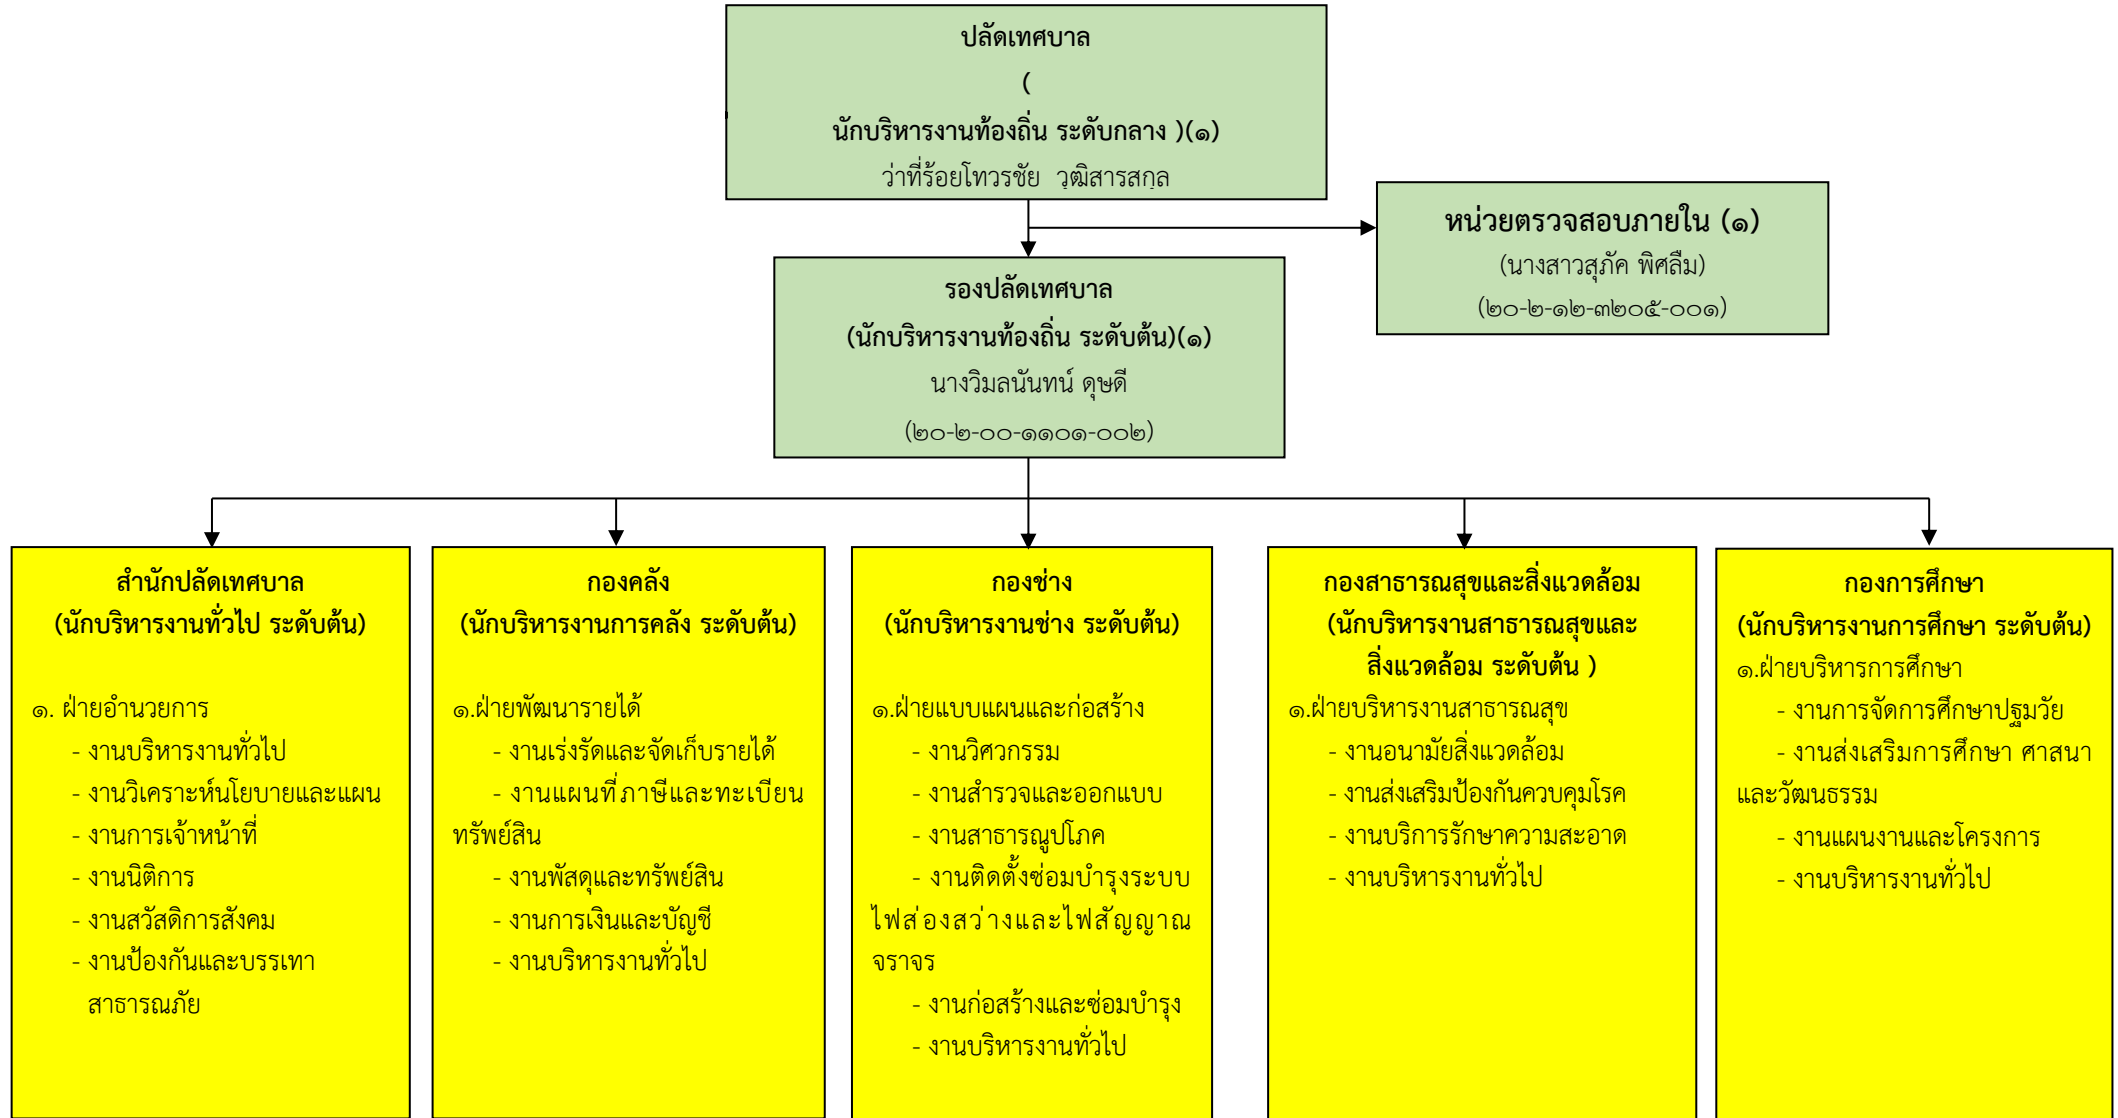 ปลัดเทศบาล
(
นักบริหารงานท้องถิ่น ระดับกลาง )(๑)
ว่าที่ร้อยโทวรชัย วุฒิสารสกุล
หน่วยตรวจสอบภายใน (๑)
(นางสาวสุภัค พิศลืม)
(๒๐-๒-๑๒-๓๒๐๕-๐๐๑)
รองปลัดเทศบาล
(นักบริหารงานท้องถิ่น ระดับต้น)(๑)
นางวิมลนันทน์ ดุษดี
(๒๐-๒-๐๐-๑๑๐๑-๐๐๒)
สำนักปลัดเทศบาล
(นักบริหารงานทั่วไป ระดับต้น)
๑. ฝ่ายอำนวยการ
- งานบริหารงานทั่วไป
- งานวิเคราะห์นโยบายและแผน
- งานการเจ้าหน้าที่
- งานนิติการ
- งานสวัสดิการสังคม
- งานป้องกันและบรรเทา
สาธารณภัย
กองคลัง
(นักบริหารงานการคลัง ระดับต้น)
๑.ฝ่ายพัฒนารายได้
- งานเร่งรัดและจัดเก็บรายได้
- งานแผนที่ภาษีและทะเบียน
ทรัพย์สิน
- งานพัสดุและทรัพย์สิน
- งานการเงินและบัญชี
- งานบริหารงานทั่วไป
กองช่าง
(นักบริหารงานช่าง ระดับต้น)
๑.ฝ่ายแบบแผนและก่อสร้าง
- งานวิศวกรรม
- งานสำรวจและออกแบบ
- งานสาธารณูปโภค
- งานติดตั้งซ่อมบำรุงระบบ
ไฟส่องสว่างและไฟสัญญาณ
จราจร
- งานก่อสร้างและซ่อมบำรุง
- งานบริหารงานทั่วไป
กองสาธารณสุขและสิ่งแวดล้อม
(นักบริหารงานสาธารณสุขและ
สิ่งแวดล้อม ระดับต้น )
๑.ฝ่ายบริหารงานสาธารณสุข
- งานอนามัยสิ่งแวดล้อม
- งานส่งเสริมป้องกันควบคุมโรค
- งานบริการรักษาความสะอาด
- งานบริหารงานทั่วไป
กองการศึกษา
(นักบริหารงานการศึกษา ระดับต้น)
๑.ฝ่ายบริหารการศึกษา
- งานการจัดการศึกษาปฐมวัย
- งานส่งเสริมการศึกษา ศาสนา
และวัฒนธรรม
- งานแผนงานและโครงการ
- งานบริหารงานทั่วไป